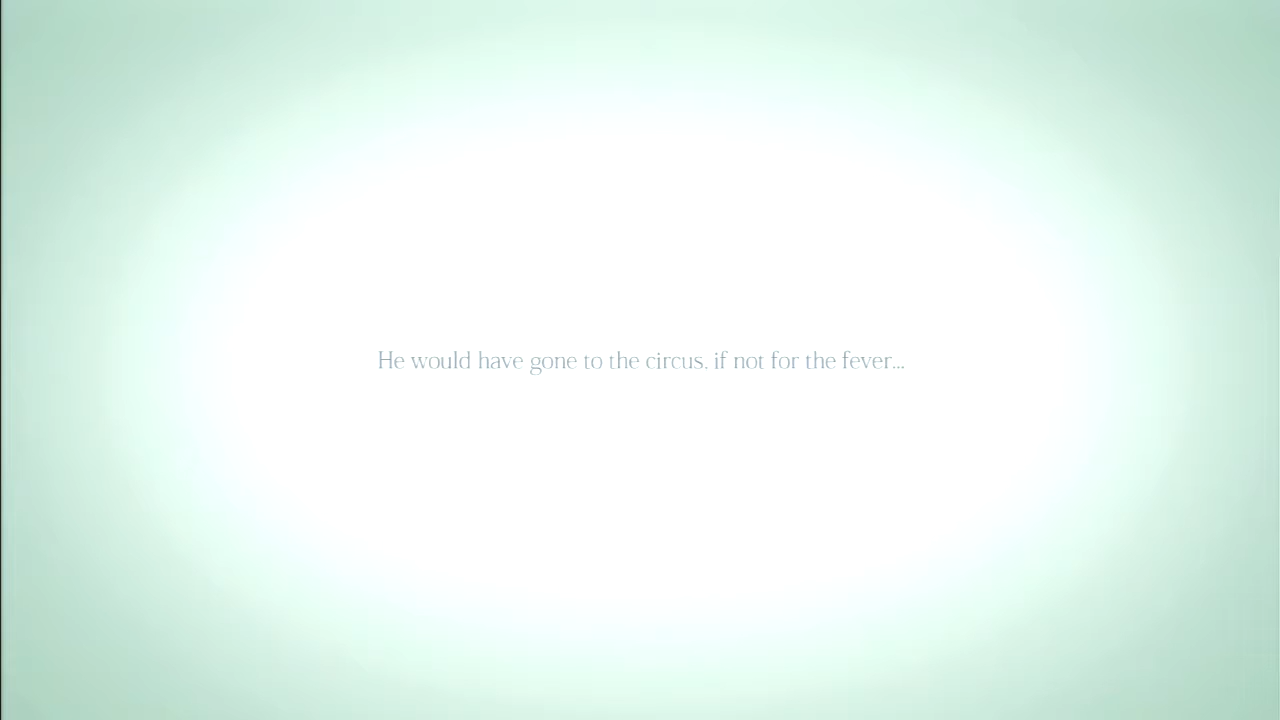 He would have gone to the circus, if not for the fever...